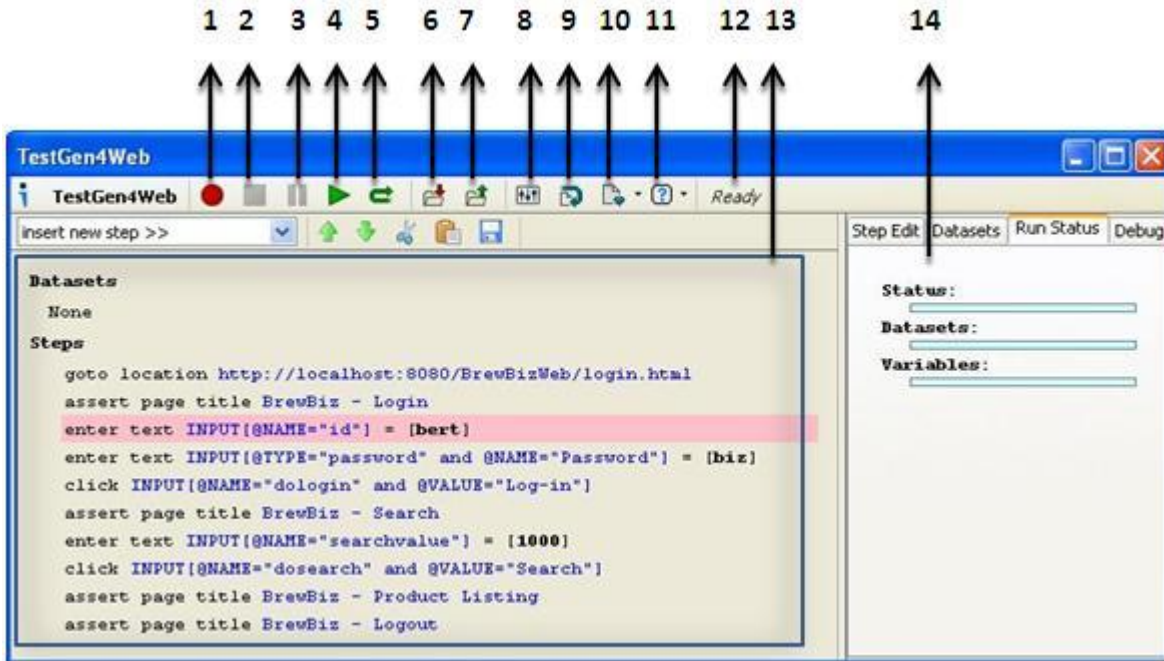 1 2 3 4 5 6 7 8 9 10 11 12 13 14
TestGen4Web
TestGen4Web Ready
insert new step >>
Step Edit Datasets Run Status Debug
Datasets
None
Steps
goto location http://localhost:8080/BrewBizWeb/login.html
assert page title BrewBiz - Login
enter text INPUT[@NAME="id"] = [bert]
enter text INPUT[@TYPE="password" and @NAME="Password"] = [biz]
click INPUT[@NAME="dologin" and @VALUE="Log-in"]
assert page title BrewBiz - Search
enter text INPUT[@NAME="searchvalue"] = [1000]
click INPUT[@NAME="dosearch" and @VALUE="Search"]
assert page title BrewBiz - Product Listing
assert page title BrewBiz - Logout
Status:
Datasets:
Variables: